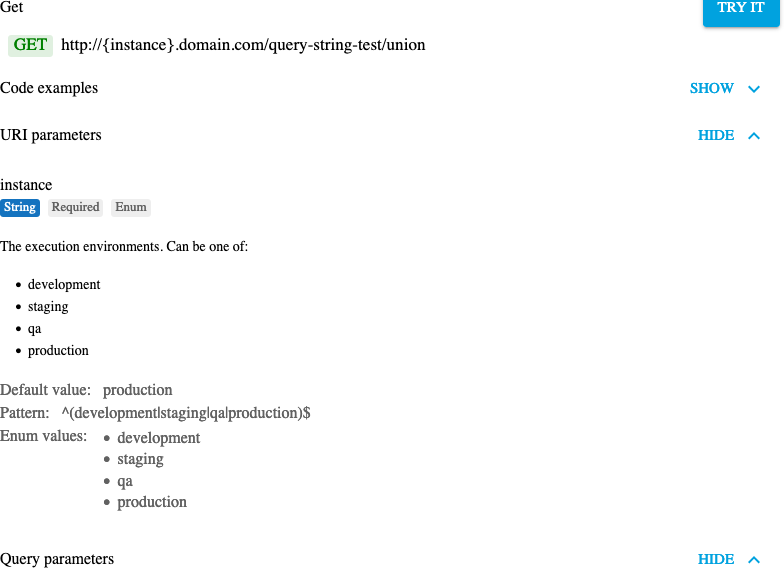 Get
TRY IT
GET http://{instance}.domain.com/query-string-test/union
Code examples SHOW
URI parameters HIDE
instance
String Required Enum
The execution environments. Can be one of:
• development
• staging
• qa
• production
Default value: production
Pattern: ^(development|staging|qa|production)$
Enum values: • development
• staging
• qa
• production
Query parameters HIDE